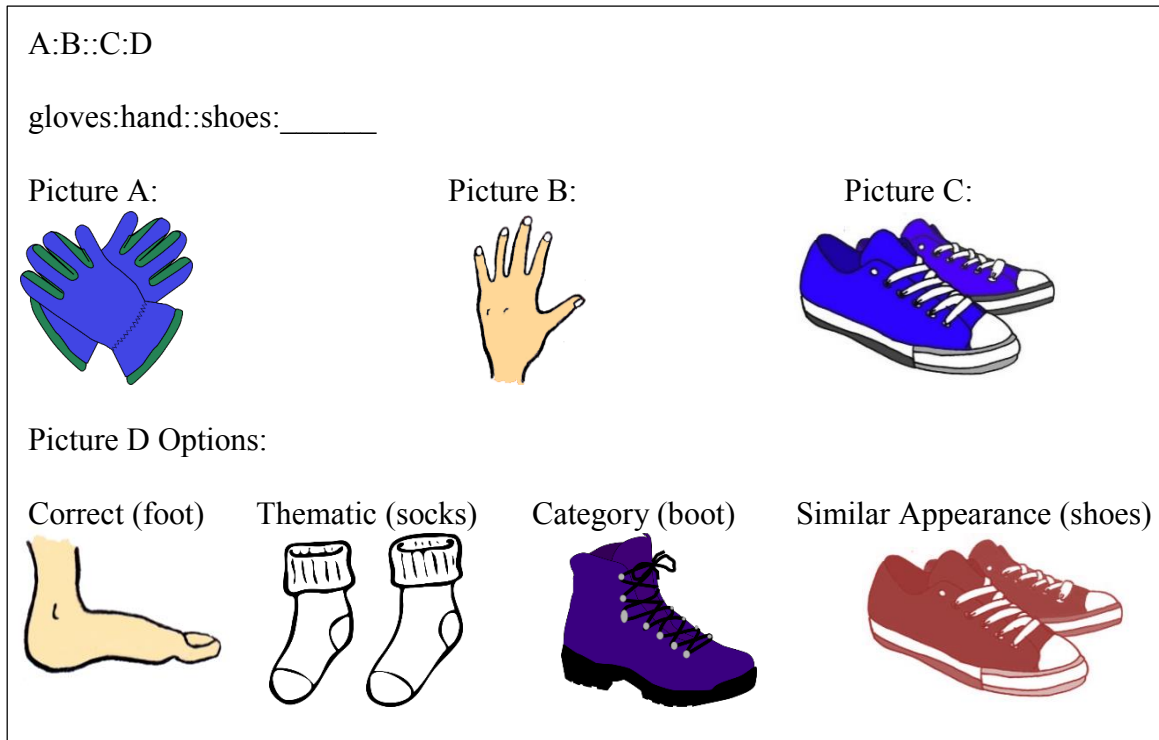 A:B::C:D
gloves:hand::shoes:______
Picture A: Picture B: Picture C:
Picture D Options:
Correct (foot) Thematic (socks) Category (boot) Similar Appearance (shoes)